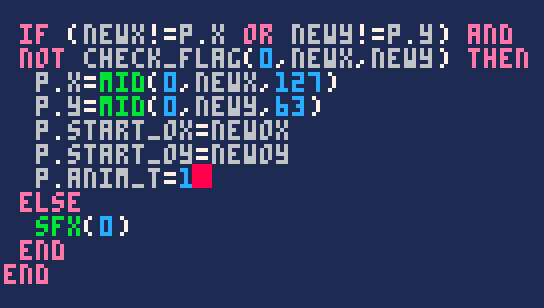 IF (NEWX!=P.X OR NEWY!=P.Y) AND
NOT CHECK_FLAG(0,NEWX,NEWY) THEN
P.X=MID(0,NEWX,127)
P.Y=MID(0,NEWY,63)
P.START_OX=NEWOX
P.START_OY=NEWOY
P.ANIM_T=1
ELSE
SFX(0)
END
END